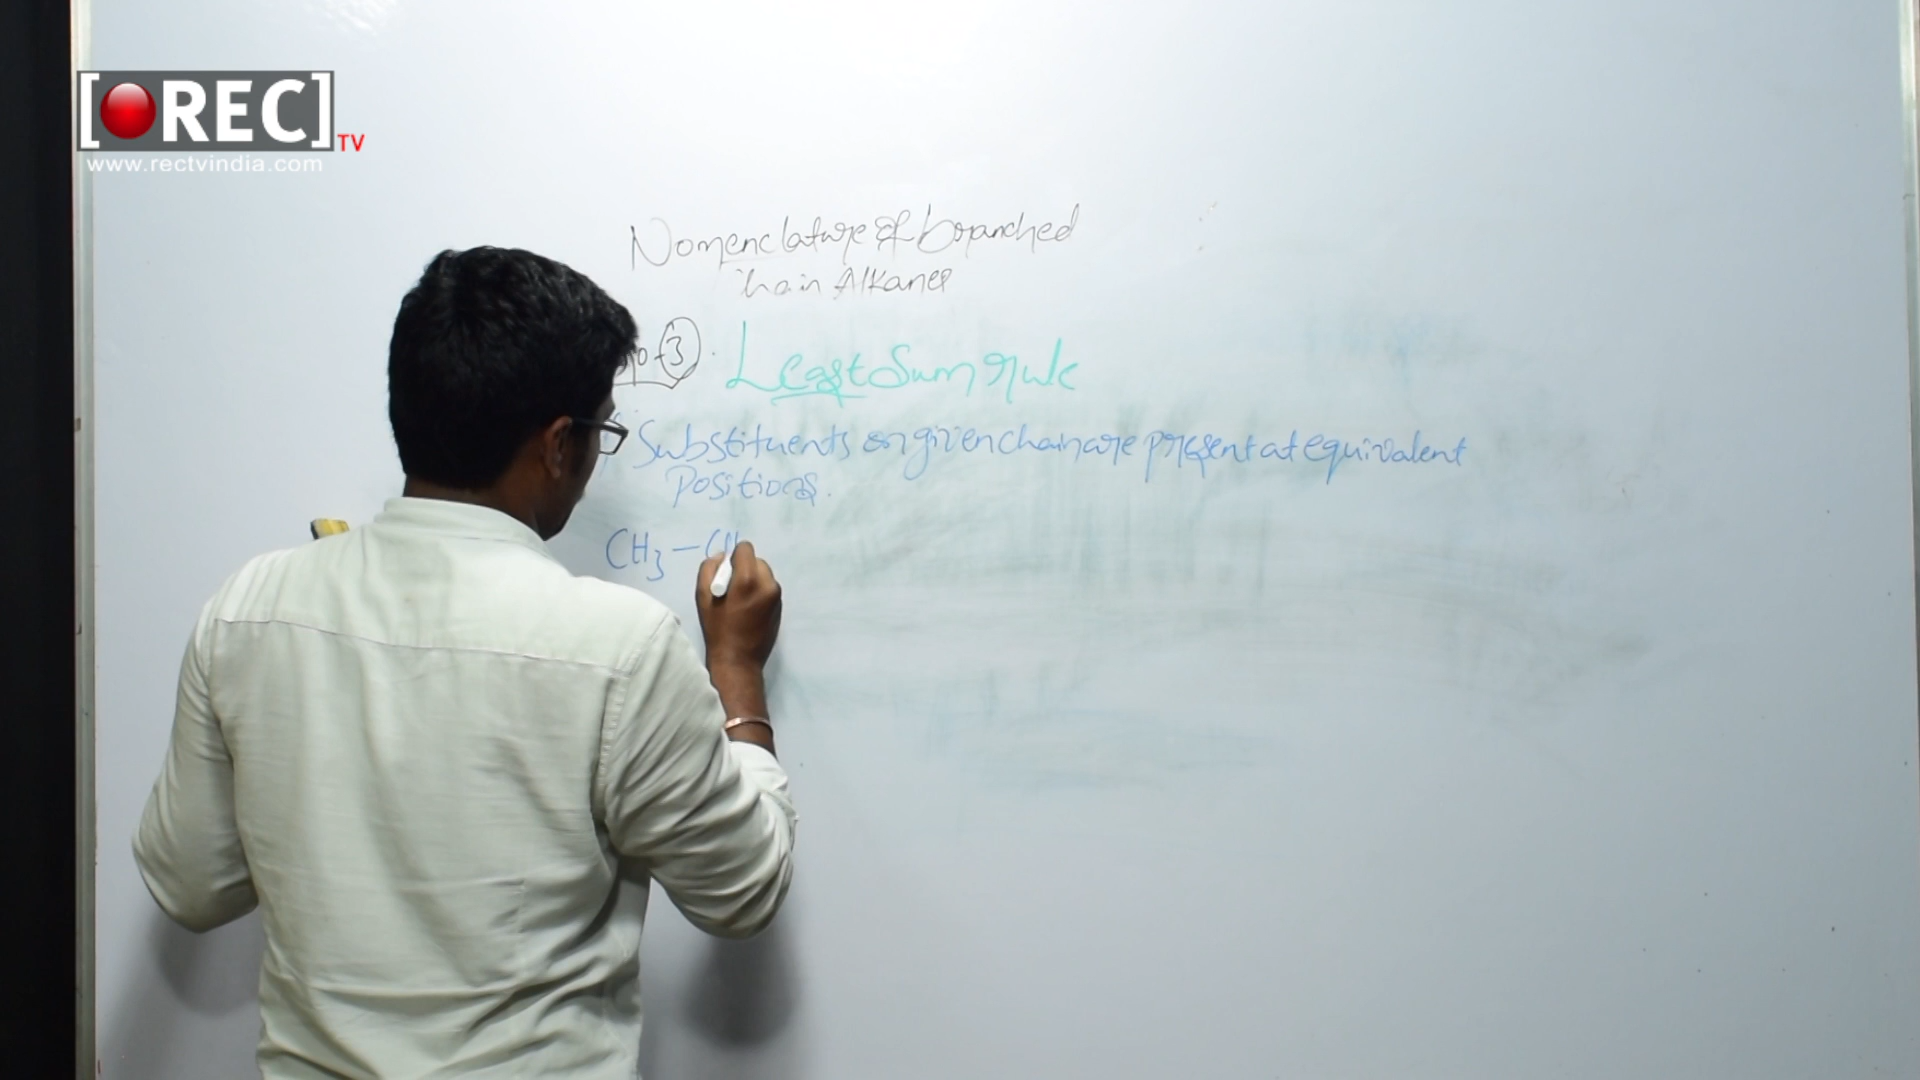 [REC]
TV
www.rectvindia.com
Nomenclature of branched
chain Alkanes
3
Least Sum rule
Substituents on given chain are present at equivalent
Positions.
CH3 – CH